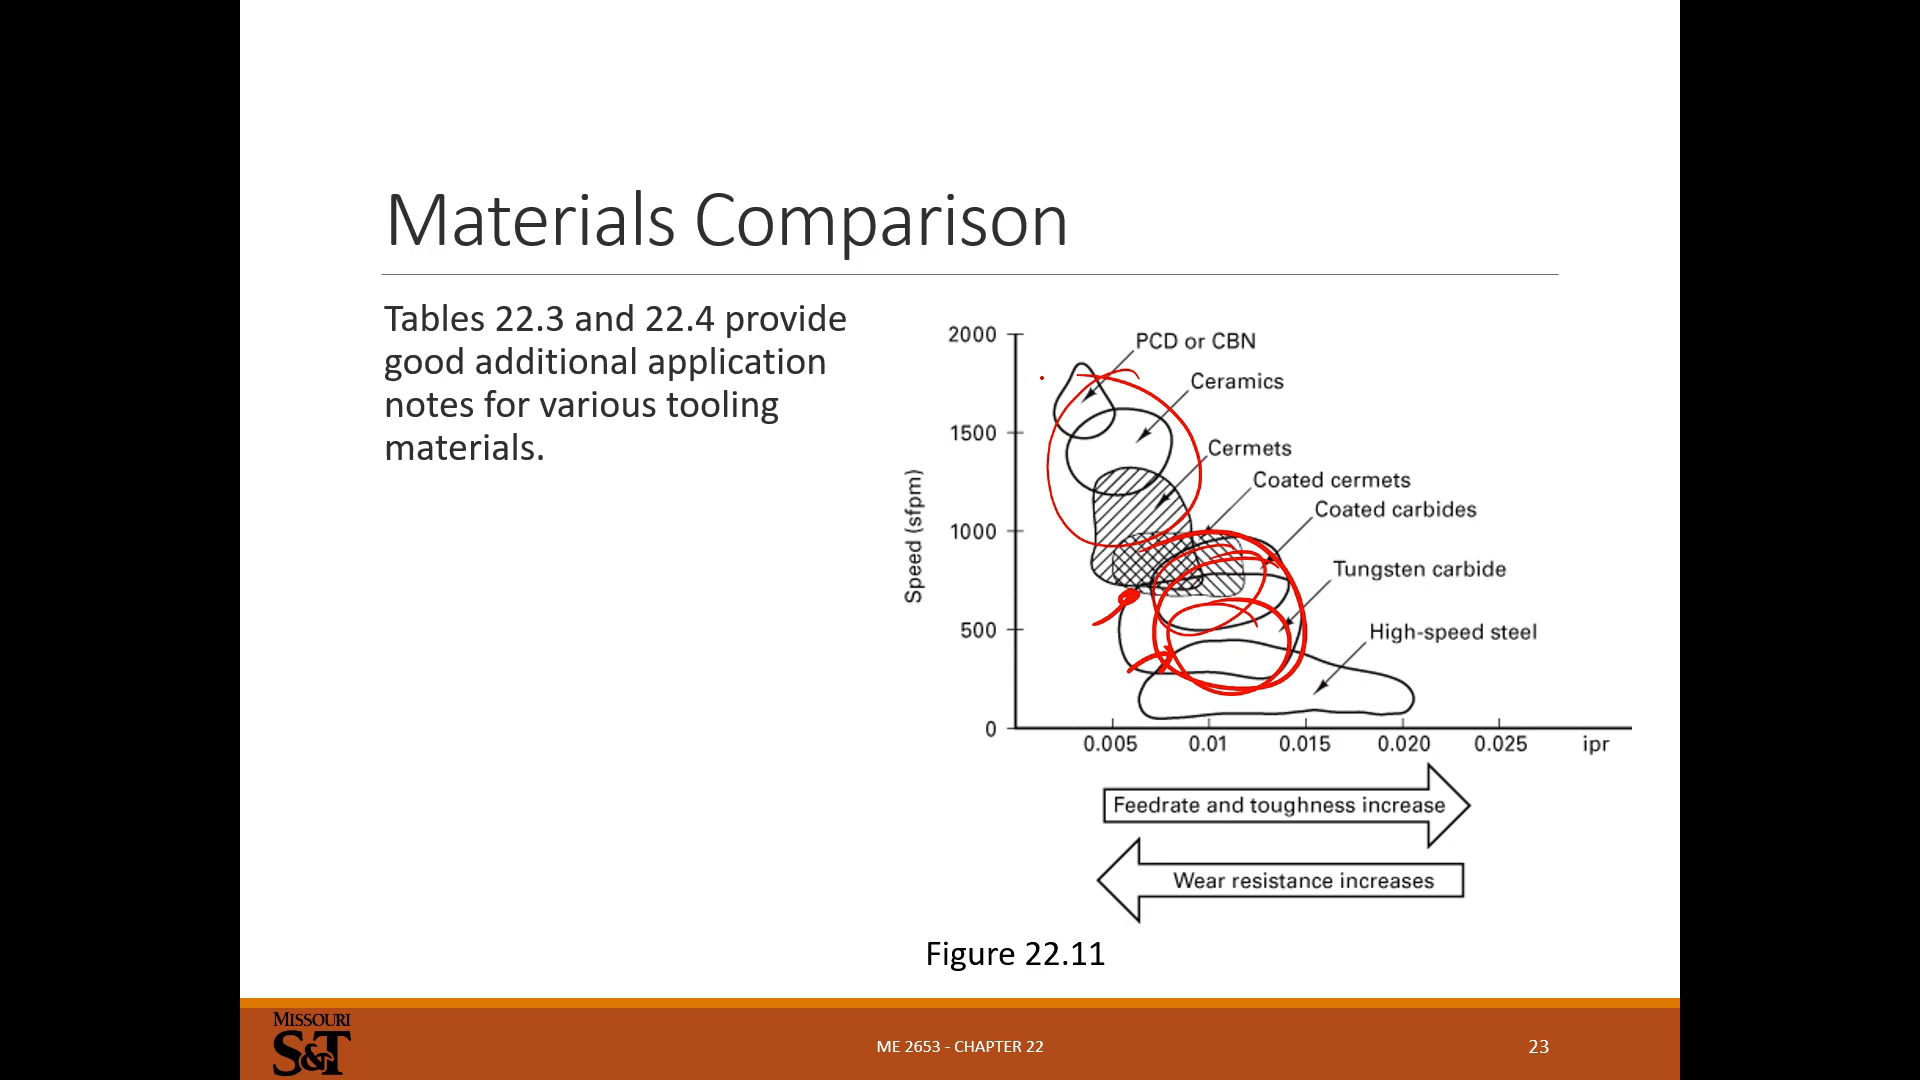 Materials Comparison
Tables 22.3 and 22.4 provide
good additional application
notes for various tooling
materials.
2000
1500
1000
500
0
Speed (sfpm)
PCD or CBN
Ceramics
Cermets
Coated cermets
Coated carbides
Tungsten carbide
High-speed steel
0.005 0.01 0.015 0.020 0.025 ipr
Feedrate and toughness increase
Wear resistance increases
Figure 22.11
MISSOURI
S&T
ME 2653 - CHAPTER 22
23